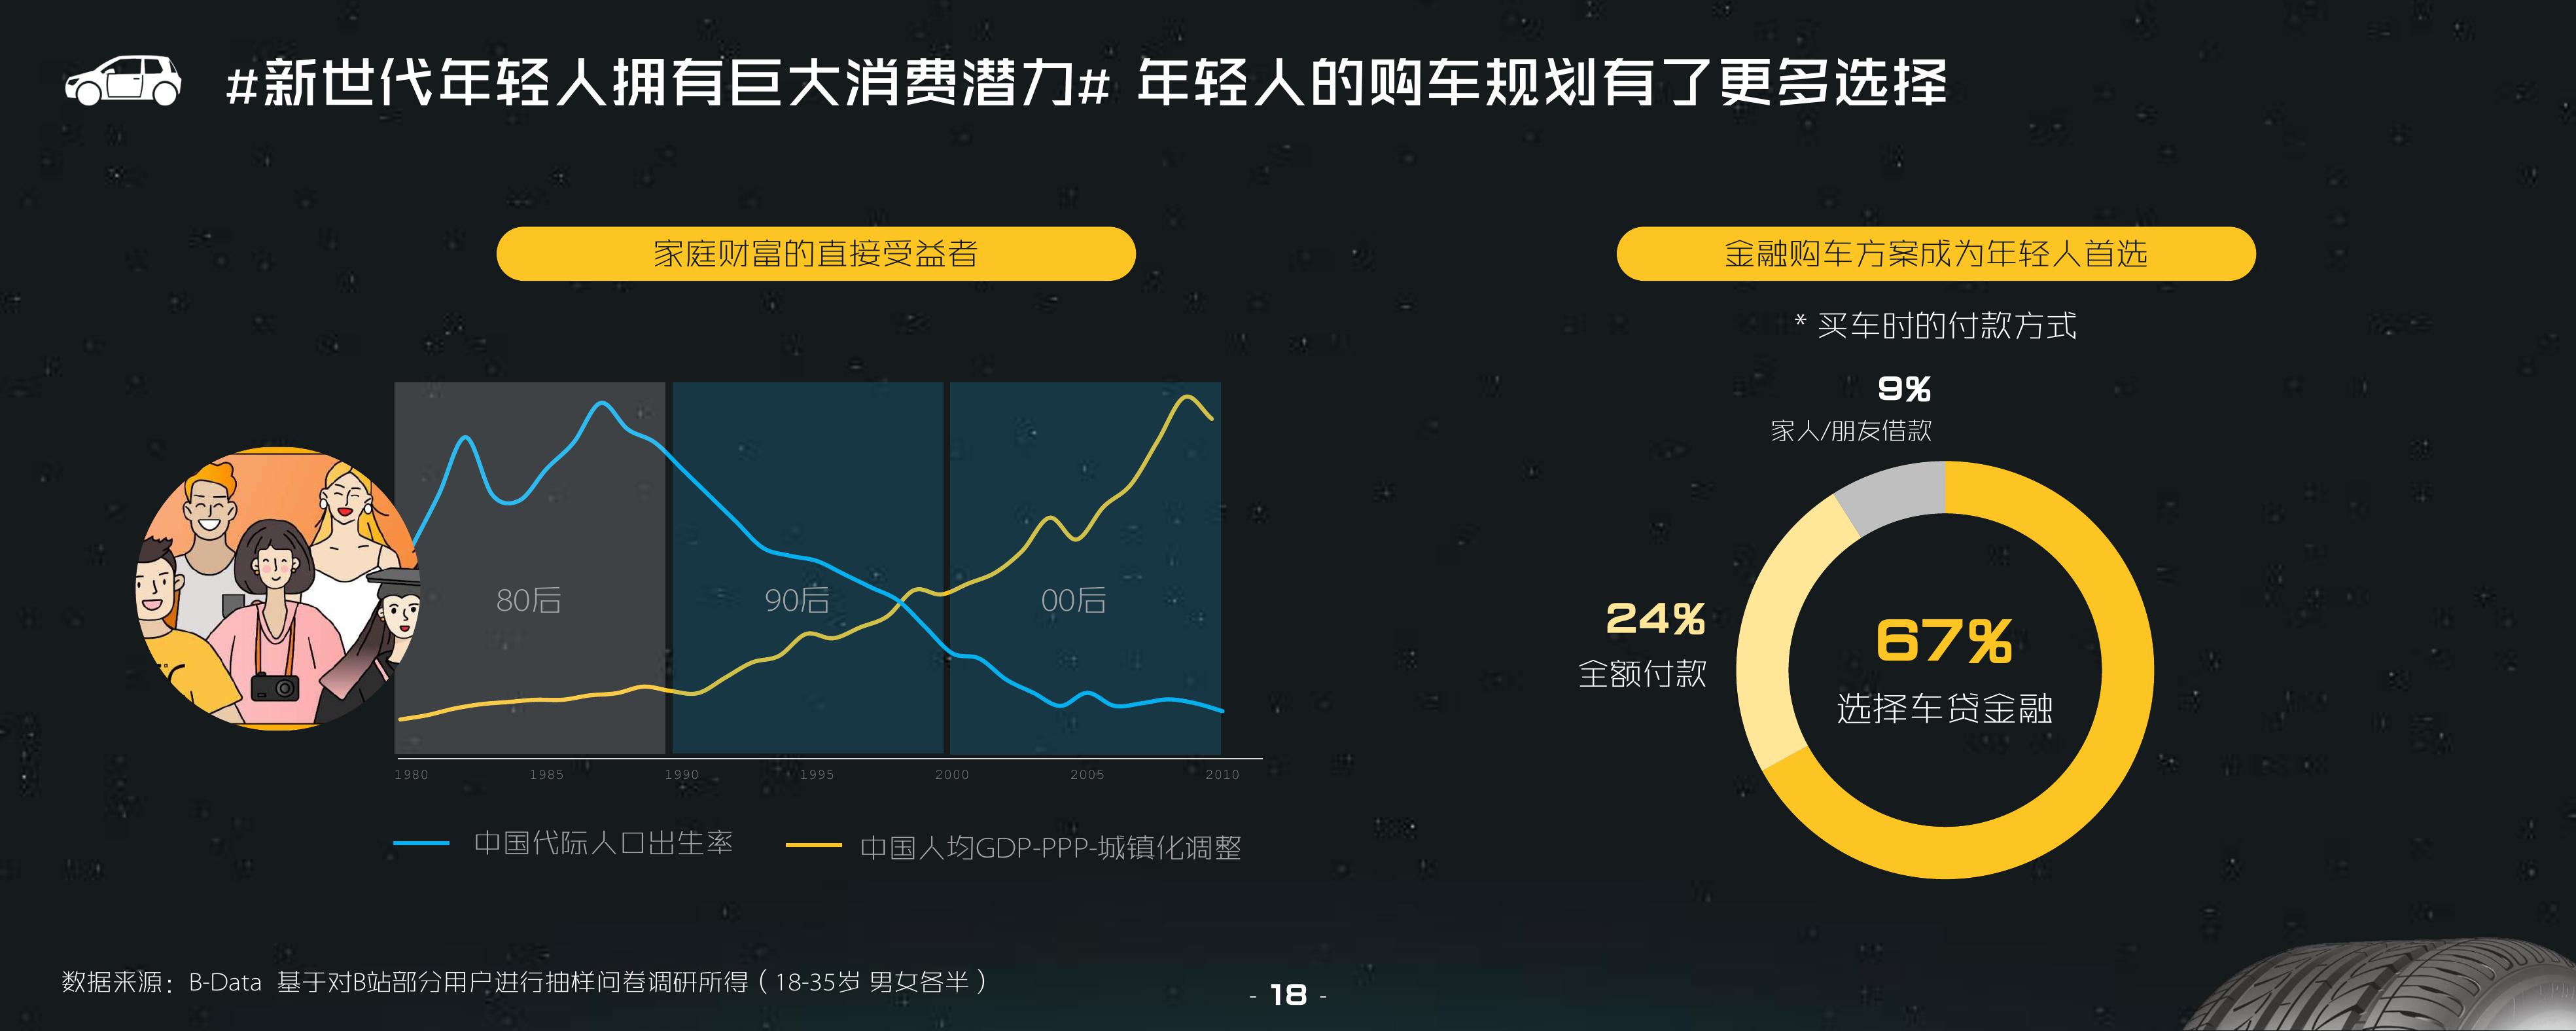 #新世代年轻人拥有巨大消费潜力# 年轻人的购车规划有了更多选择
家庭财富的直接受益者
80后
90后
00后
1980
1985
1990
1995
2000
2005
2010
中国代际人口出生率
中国人均GDP-PPP-城镇化调整
金融购车方案成为年轻人首选
* 买车时的付款方式
9%
家人/朋友借款
24%
全额付款
67%
选择车贷金融
数据来源：B-Data 基于对B站部分用户进行抽样问卷调研所得（18-35岁 男女各半）
- 18 -